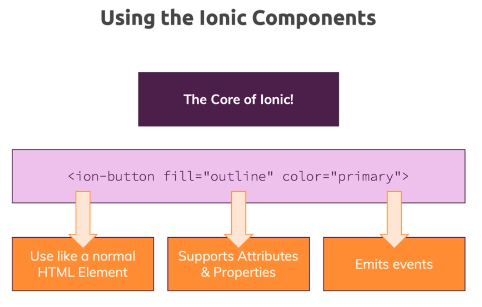 Using the Ionic Components
The Core of Ionic!
<ion-button fill="outline" color="primary">
Use like a normal
HTML Element
Supports Attributes
& Properties
Emits events